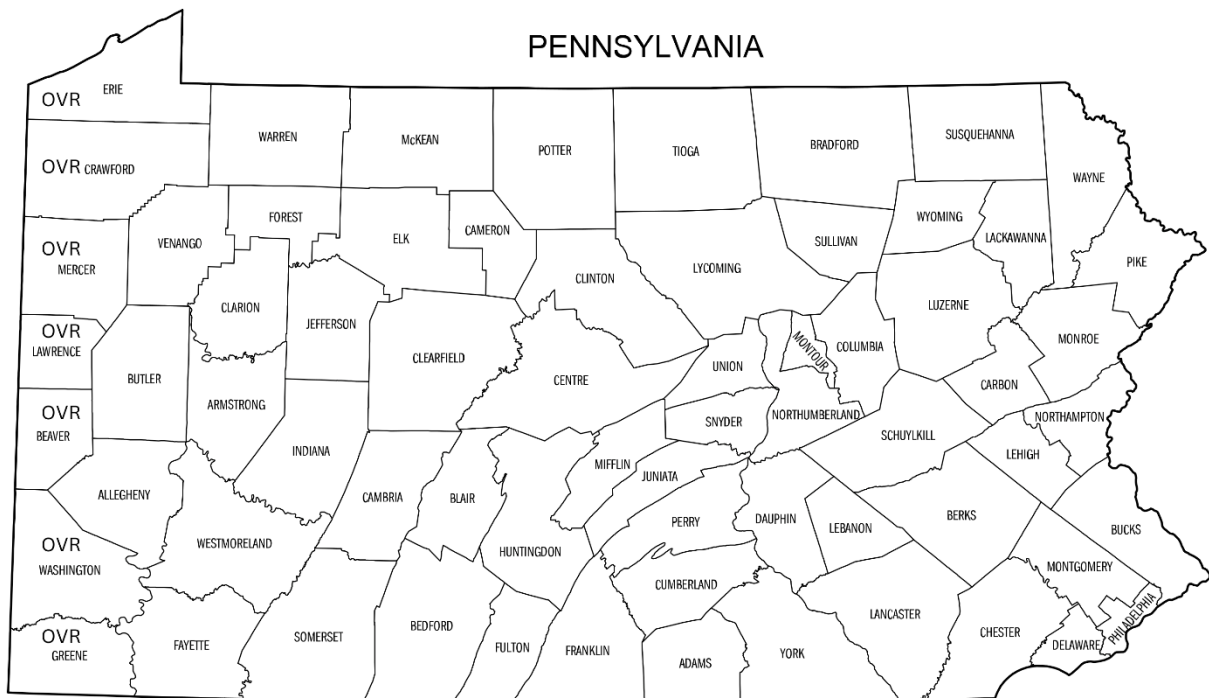 PENNSYLVANIA
OVR ERIE
WARREN
McKEAN
POTTER
TIOGA
BRADFORD
SUSQUEHANNA
OVR CRAWFORD
WAYNE
FOREST
CAMERON
WYOMING
LACKAWANNA
VENANGO
ELK
SULLIVAN
OVR
MERCER
LYCOMING
PIKE
CLINTON
CLARION
JEFFERSON
LUZERNE
OVR
LAWRENCE
CLEARFIELD
MONTOUR
COLUMBIA
MONROE
BUTLER
CENTRE
UNION
CARBON
ARMSTRONG
OVR
BEAVER
SNYDER
NORTHUMBERLAND
NORTHAMPTON
INDIANA
SCHUYLKILL
LEHIGH
MIFFLIN
JUNIATA
ALLEGHENY
CAMBRIA
BLAIR
PERRY
DAUPHIN
LEBANON
BERKS
BUCKS
OVR
WASHINGTON
WESTMORELAND
HUNTINGDON
CUMBERLAND
MONTGOMERY
PHILADELPHIA
LANCASTER
OVR
GREENE
FAYETTE
SOMERSET
BEDFORD
FULTON
FRANKLIN
ADAMS
YORK
CHESTER
DELAWARE